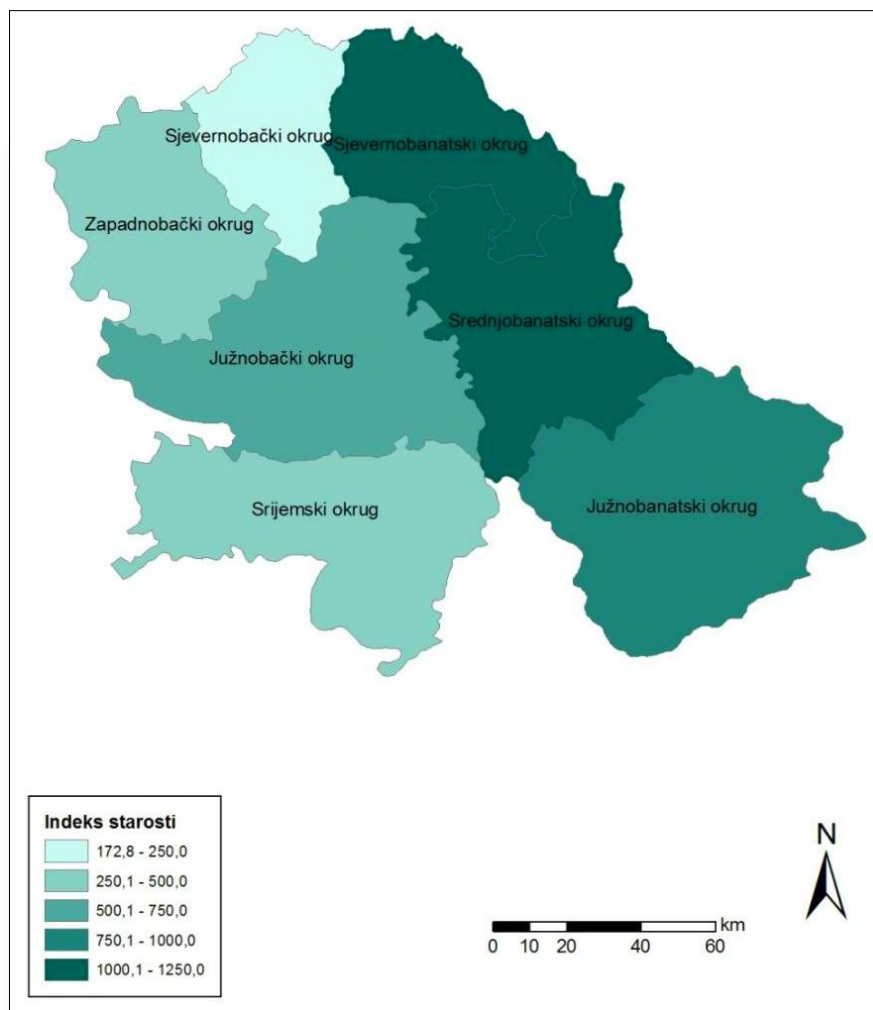 Sjevernobački okrug
Sjevernobanatski okrug
Zapadnobački okrug
Srednjobanatski okrug
Južnobački okrug
Srijemski okrug
Južnobanatski okrug
Indeks starosti
172,8 - 250,0
250,1 - 500,0
500,1 - 750,0
750,1 - 1000,0
1000,1 - 1250,0
N
km
0 10 20 40 60